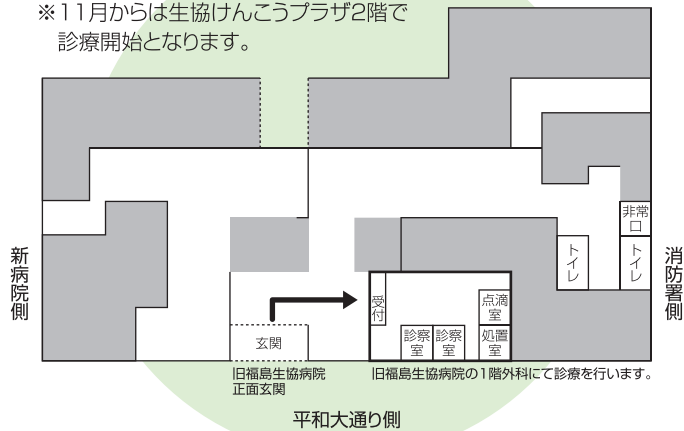 ※11月からは生協けんこうプラザ2階で
診療開始となります。
非常
口
トイレ
トイレ
新病院側
消防署側
受付
点滴
室
診察
室
診察
室
処置
室
玄関
旧福島生協病院
正面玄関
旧福島生協病院の1階外科にて診療を行います。
平和大通り側